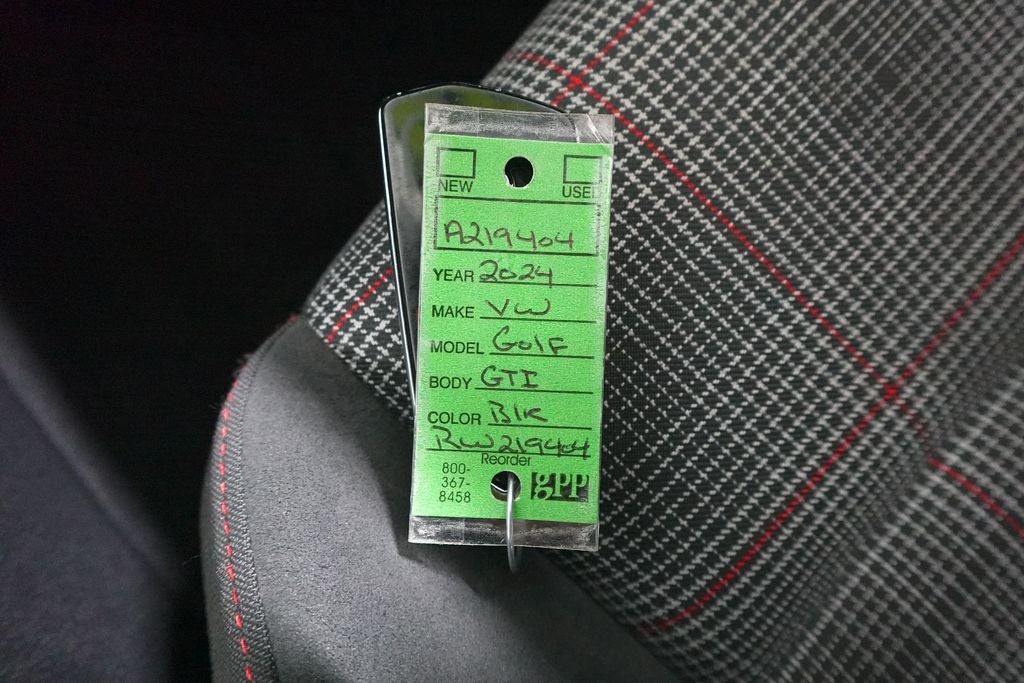 NEW USED
A219404
YEAR 2024
MAKE VW
MODEL Golf
BODY GTI
COLOR Blk
RW219404
Reorder
800-
367-
8458
gpp